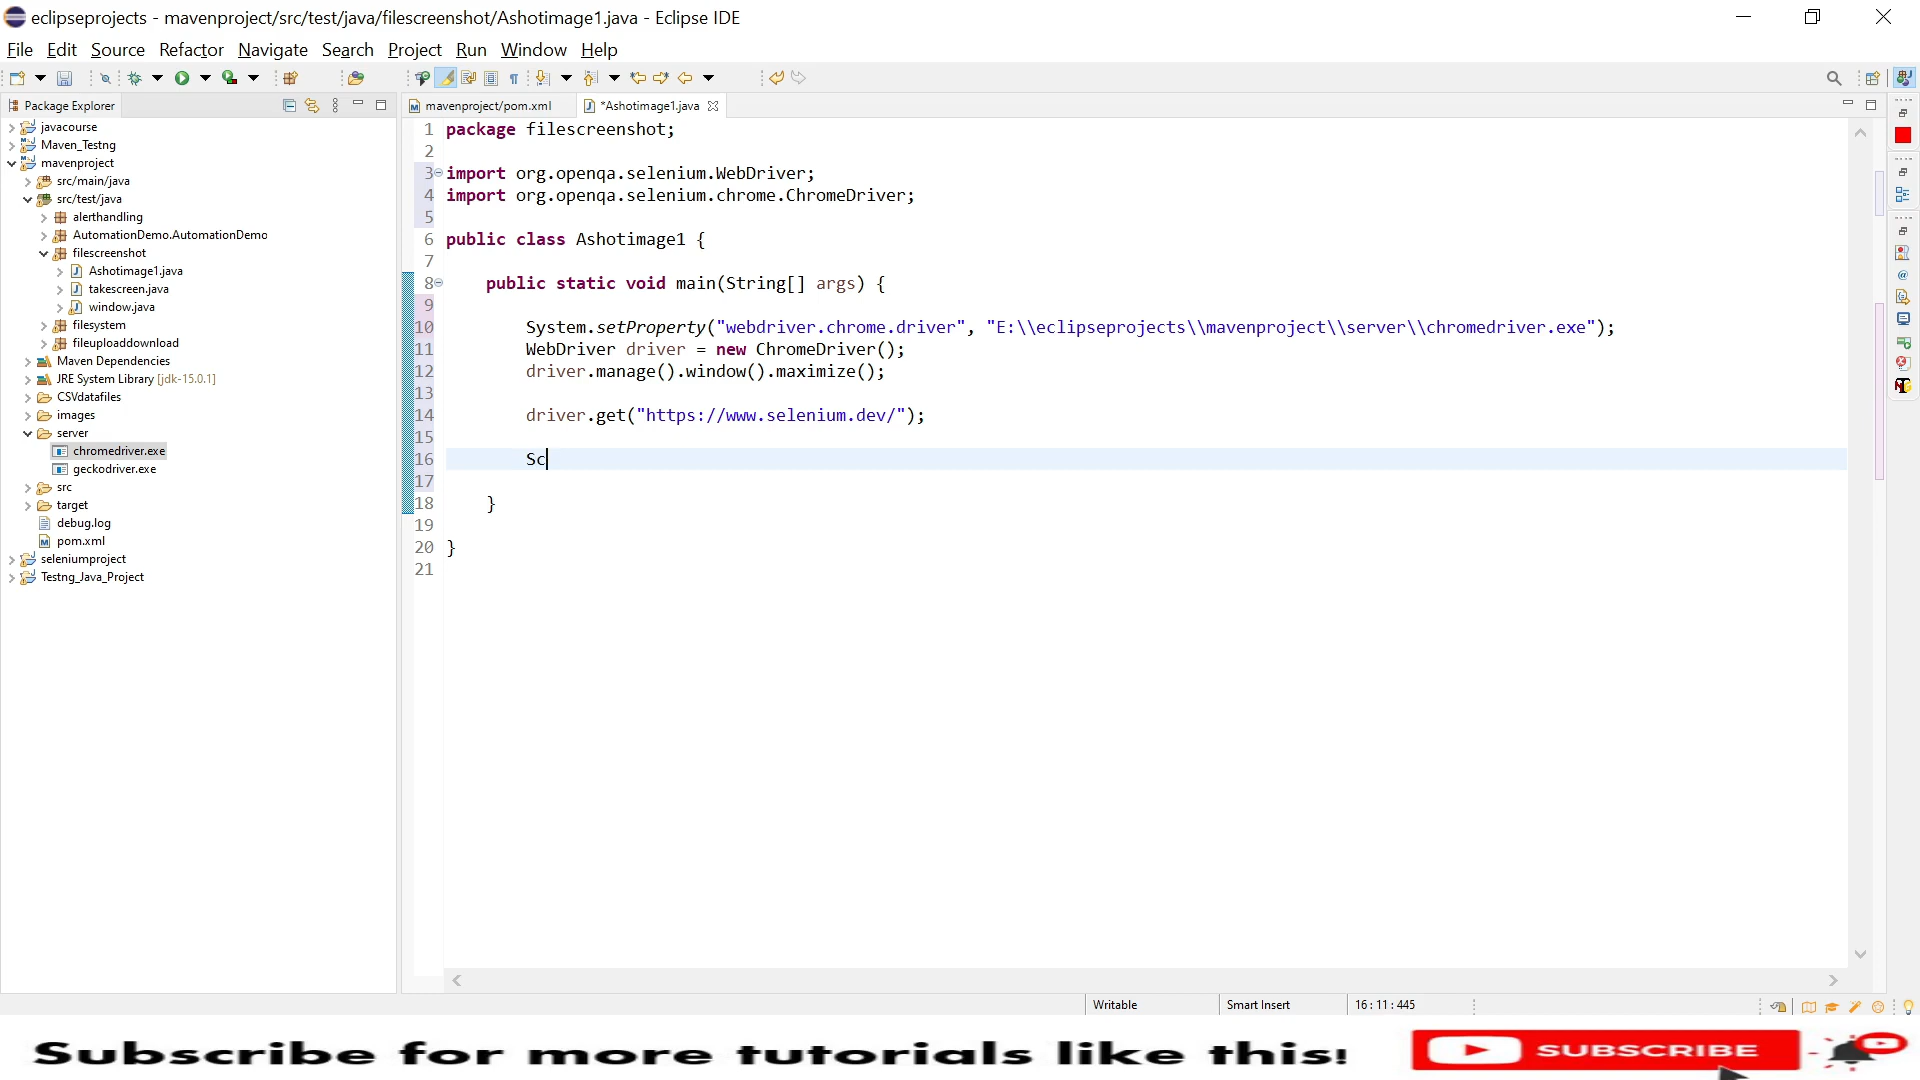 eclipseprojects - mavenproject/src/test/java/filescreenshot/Ashotimage1.java - Eclipse IDE
File Edit Source Refactor Navigate Search Project Run Window Help
Package Explorer
javacourse
Maven_Testng
mavenproject
src/main/java
src/test/java
alerthandling
AutomationDemo.AutomationDemo
filescreenshot
Ashotimage1.java
takescreen.java
window.java
filesystem
fileuploaddownload
Maven Dependencies
JRE System Library [jdk-15.0.1]
CSVdatafiles
images
server
chromedriver.exe
geckodriver.exe
src
target
debug.log
pom.xml
seleniumproject
Testng_Java_Project
mavenproject/pom.xml
*Ashotimage1.java
1 package filescreenshot;
2
3 import org.openqa.selenium.WebDriver;
4 import org.openqa.selenium.chrome.ChromeDriver;
5
6 public class Ashotimage1 {
7
8 public static void main(String[] args) {
9
10 System.setProperty("webdriver.chrome.driver", "E:\\eclipseprojects\\mavenproject\\server\\chromedriver.exe");
11 WebDriver driver = new ChromeDriver();
12 driver.manage().window().maximize();
13
14 driver.get("https://www.selenium.dev/");
15
16 Sc
17
18 }
19
20 }
21
Writable Smart Insert 16 : 11 : 445
Subscribe for more tutorials like this!
SUBSCRIBE